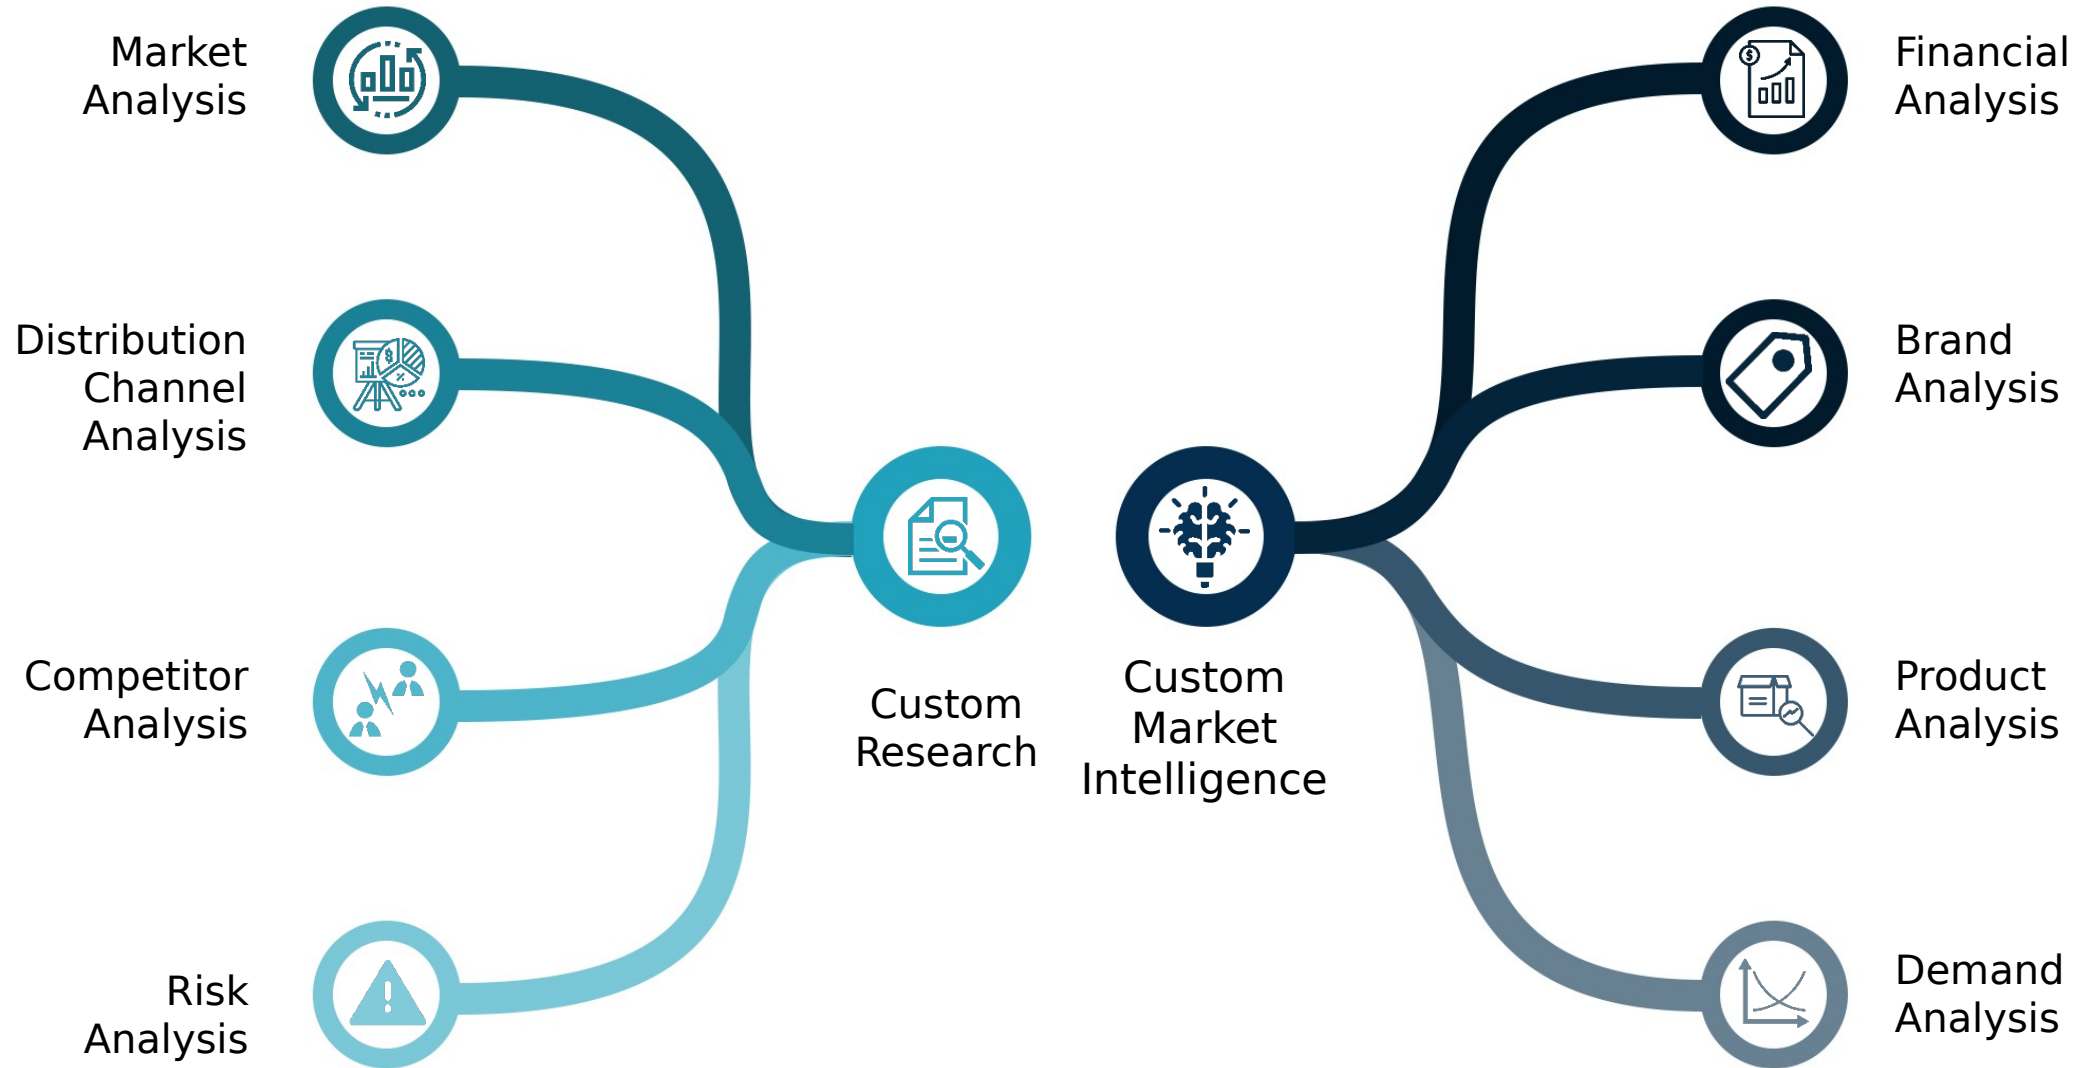 Market
Analysis
Distribution
Channel
Analysis
Competitor
Analysis
Risk
Analysis
Custom
Research
Custom
Market
Intelligence
Financial
Analysis
Brand
Analysis
Product
Analysis
Demand
Analysis